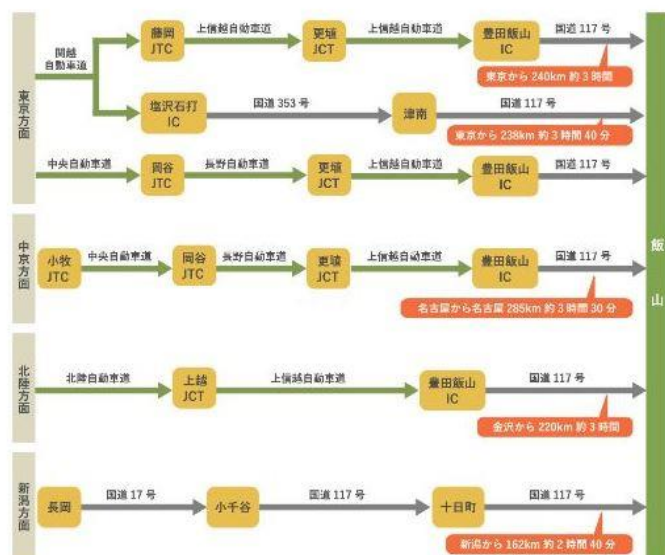 東京方面
関越
自動車道
藤岡
JTC
上信越自動車道
更埴
JCT
上信越自動車道
豊田飯山
IC
国道 117 号
東京から 240km 約 3 時間
塩沢石打
IC
国道 353 号
津南
国道 117 号
東京から 238km 約 3 時間 40 分
中央自動車道
岡谷
JTC
長野自動車道
更埴
JCT
上信越自動車道
豊田飯山
IC
国道 117 号
中京方面
小牧
JTC
中央自動車道
岡谷
JTC
長野自動車道
更埴
JCT
上信越自動車道
豊田飯山
IC
国道 117 号
名古屋から名古屋 285km 約 3 時間 30 分
北陸方面
北陸自動車道
上越
JCT
上信越自動車道
豊田飯山
IC
国道 117 号
金沢から 220km 約 3 時間
新潟方面
長岡
国道 17 号
小千谷
国道 117 号
十日町
国道 117 号
新潟から 162km 約 2 時間 40 分
飯山